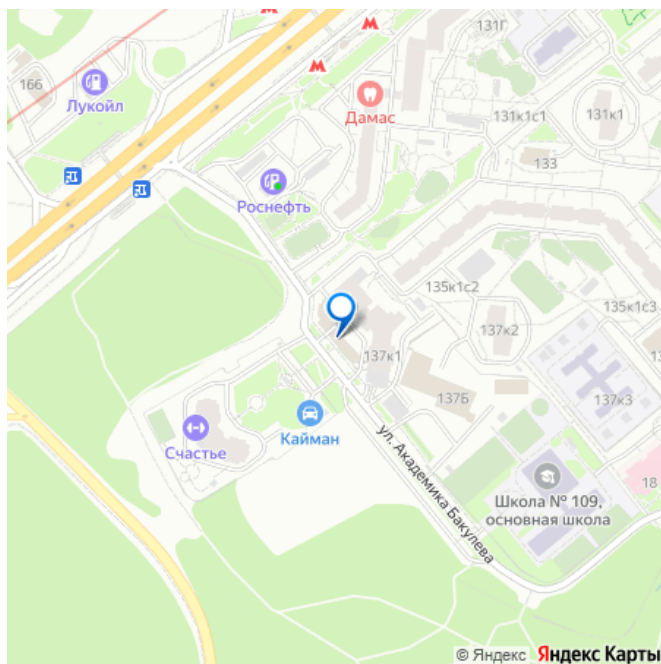 131Г
166
Лукойл
Дамас
131к1с1
131к1
133
Роснефть
135к1с2
135к1с3
137к2
137к1
137Б
137к3
Кайман
Счастье
ул. Академика Бакулева
18
Школа № 109,
основная школа
© Яндекс Яндекс Карты